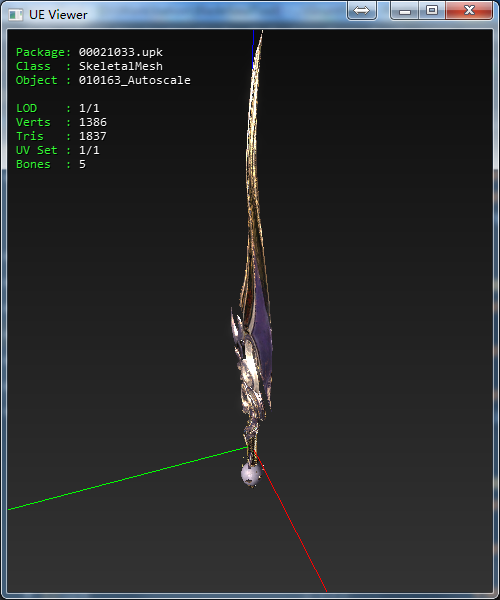 UE Viewer
Package: 00021033.upk
Class : SkeletalMesh
Object : 010163_Autoscale
LOD : 1/1
Verts : 1386
Tris : 1837
UV Set : 1/1
Bones : 5